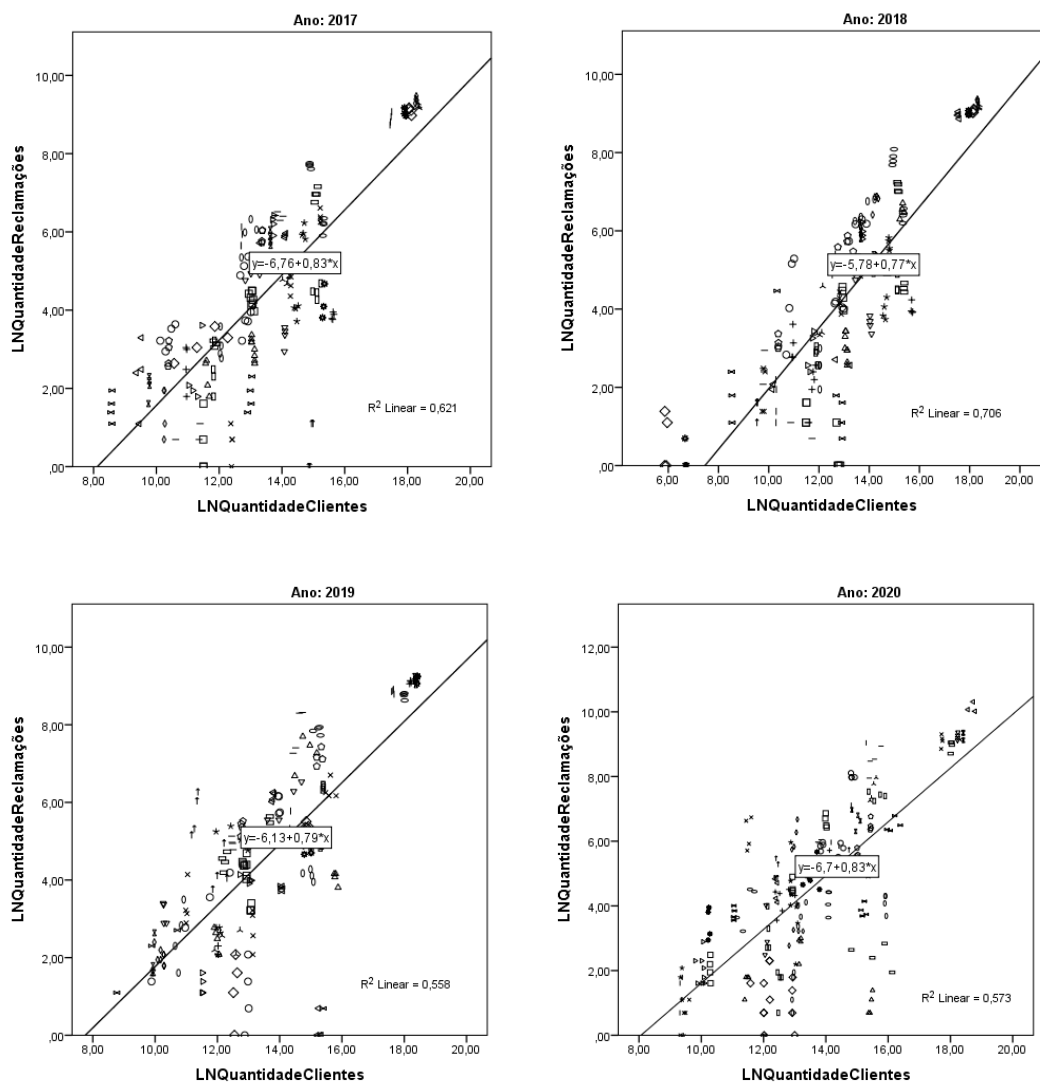 Ano: 2017
10,00
8,00
6,00
4,00
2,00
,00
LNQuantidadeReclamações
y=-6,76+0,83*x
R2 Linear = 0,621
8,00 10,00 12,00 14,00 16,00 18,00 20,00
LNQuantidadeClientes
Ano: 2018
10,00
8,00
6,00
4,00
2,00
,00
LNQuantidadeReclamações
y=-5,78+0,77*x
R2 Linear = 0,706
6,00 8,00 10,00 12,00 14,00 16,00 18,00 20,00
LNQuantidadeClientes
Ano: 2019
10,00
8,00
6,00
4,00
2,00
,00
LNQuantidadeReclamações
y=-6,13+0,79*x
R2 Linear = 0,558
8,00 10,00 12,00 14,00 16,00 18,00 20,00
LNQuantidadeClientes
Ano: 2020
12,00
10,00
8,00
6,00
4,00
2,00
,00
LNQuantidadeReclamações
y=-6,7+0,83*x
R2 Linear = 0,573
8,00 10,00 12,00 14,00 16,00 18,00 20,00
LNQuantidadeClientes